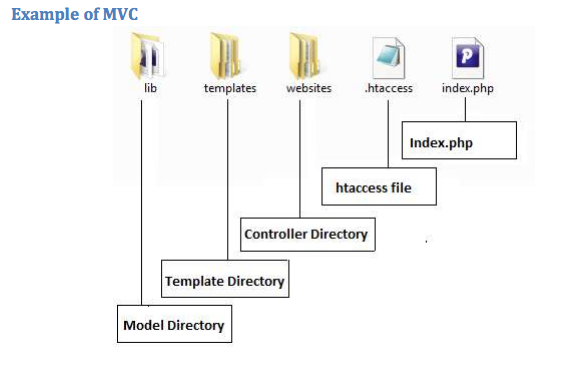 Example of MVC
lib
templates
websites
.htaccess
index.php
Index.php
htaccess file
Controller Directory
Template Directory
Model Directory